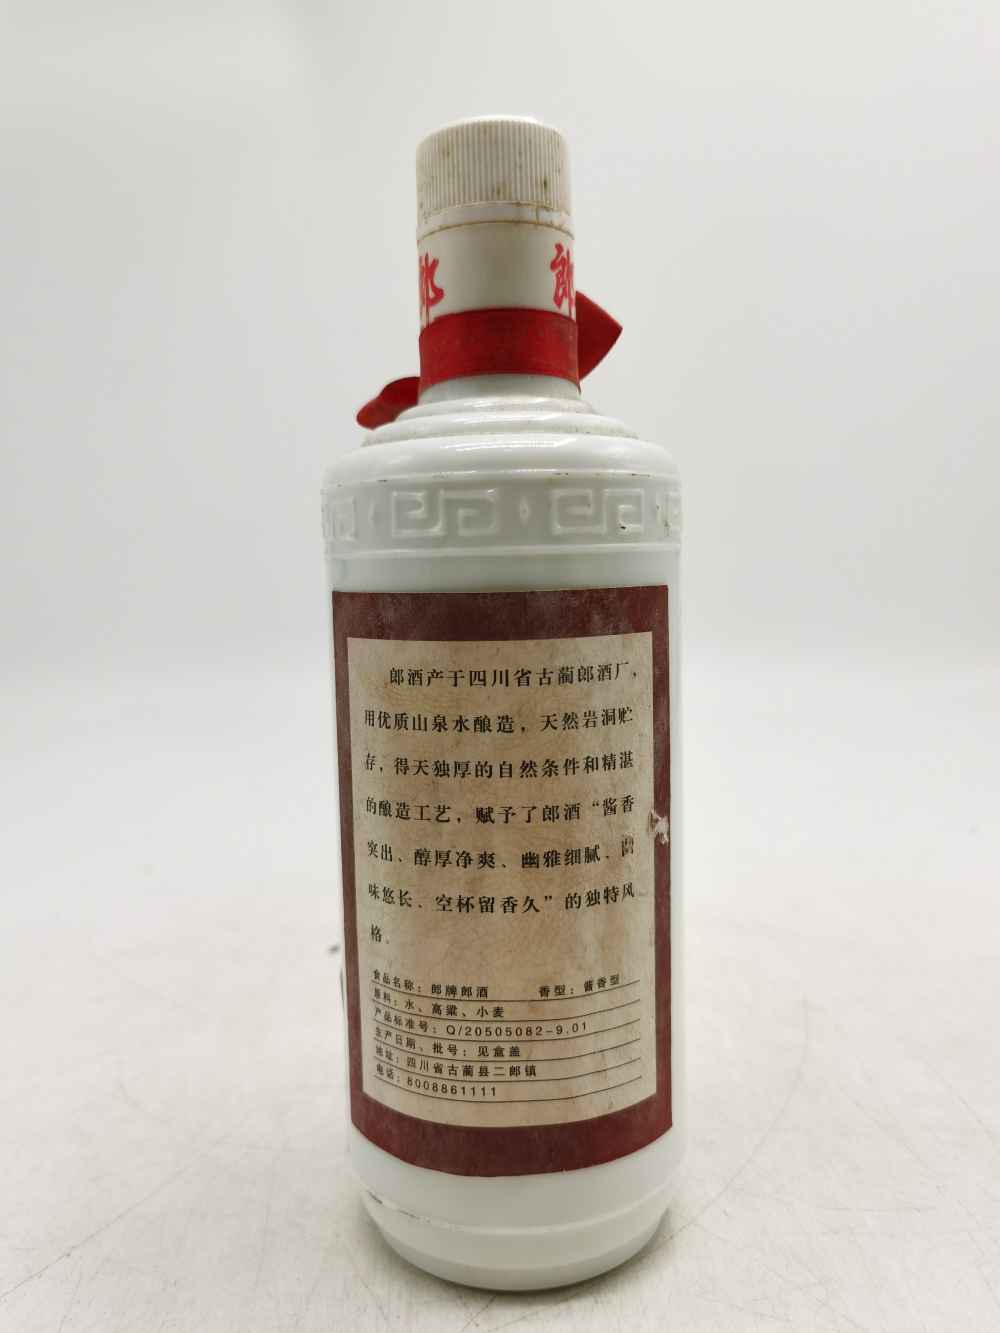 郎
郎
郎酒产于四川省古蔺郎酒厂，
用优质山泉水酿造，天然岩洞贮
存，得天独厚的自然条件和精湛
的酿造工艺，赋予了郎酒“酱香
突出、醇厚净爽、幽雅细腻、
味悠长、空杯留香久”的独特风
格。
食品名称：郎牌郎酒 香型：酱香型
原料：水、高粱、小麦
产品标准号：Q/20505082-9.01
生产日期、批号：见盒盖
地址：四川省古蔺县二郎镇
电话：8008861111